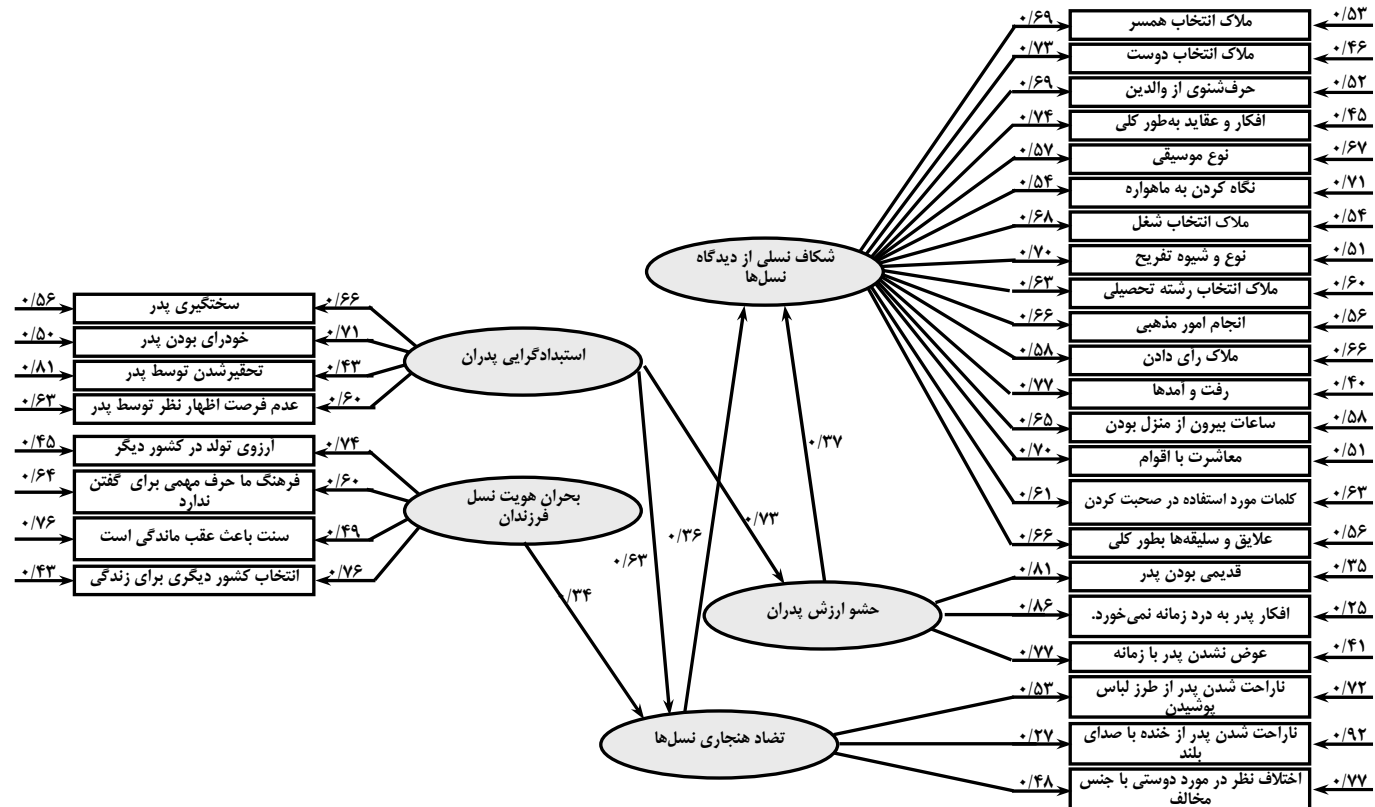 ۰/۶۹ ملاک انتخاب همسر ۰/۵۳
۰/۷۳ ملاک انتخاب دوست ۰/۴۶
۰/۶۹ حرف‌شنوی از والدین ۰/۵۲
۰/۷۴ افکار و عقاید به‌طور کلی ۰/۴۵
۰/۵۷ نوع موسیقی ۰/۶۷
۰/۵۴ نگاه کردن به ماهواره ۰/۷۱
۰/۶۸ ملاک انتخاب شغل ۰/۵۴
۰/۷۰ نوع و شیوه تفریح ۰/۵۱
۰/۶۳ ملاک انتخاب رشته تحصیلی ۰/۶۰
۰/۶۶ انجام امور مذهبی ۰/۵۶
۰/۵۸ ملاک رأی دادن ۰/۶۶
۰/۷۷ رفت و آمدها ۰/۴۰
۰/۶۵ ساعات بیرون از منزل بودن ۰/۵۸
۰/۷۰ معاشرت با اقوام ۰/۵۱
۰/۶۱ کلمات مورد استفاده در صحبت کردن ۰/۶۳
۰/۶۶ علایق و سلیقه‌ها بطور کلی ۰/۵۶
۰/۸۱ قدیمی بودن پدر ۰/۳۵
۰/۸۶ افکار پدر به درد زمانه نمی‌خورد. ۰/۲۵
۰/۷۷ عوض نشدن پدر با زمانه ۰/۴۱
۰/۵۳ ناراحت شدن پدر از طرز لباس ۰/۷۲
پوشیدن
۰/۲۷ ناراحت شدن پدر از خنده با صدای ۰/۹۲
بلند
۰/۴۸ اختلاف نظر در مورد دوستی با جنس ۰/۷۷
مخالف
شکاف نسلی از دیدگاه
نسل‌ها
۰/۳۷
۰/۳۶
۰/۷۳
۰/۶۳
۰/۳۴
حشو ارزش پدران
تضاد هنجاری نسل‌ها
استبدادگرایی پدران
بحران هویت نسل
فرزندان
۰/۵۶ سختگیری پدر ۰/۶۶
۰/۵۰ خودرای بودن پدر ۰/۷۱
۰/۸۱ تحقیرشدن توسط پدر ۰/۴۳
۰/۶۳ عدم فرصت اظهار نظر توسط پدر ۰/۶۰
۰/۴۵ آرزوی تولد در کشور دیگر ۰/۷۴
۰/۶۴ فرهنگ ما حرف مهمی برای گفتن ۰/۶۰
ندارد
۰/۷۶ سنت باعث عقب ماندگی است ۰/۴۹
۰/۴۳ انتخاب کشور دیگری برای زندگی ۰/۷۶